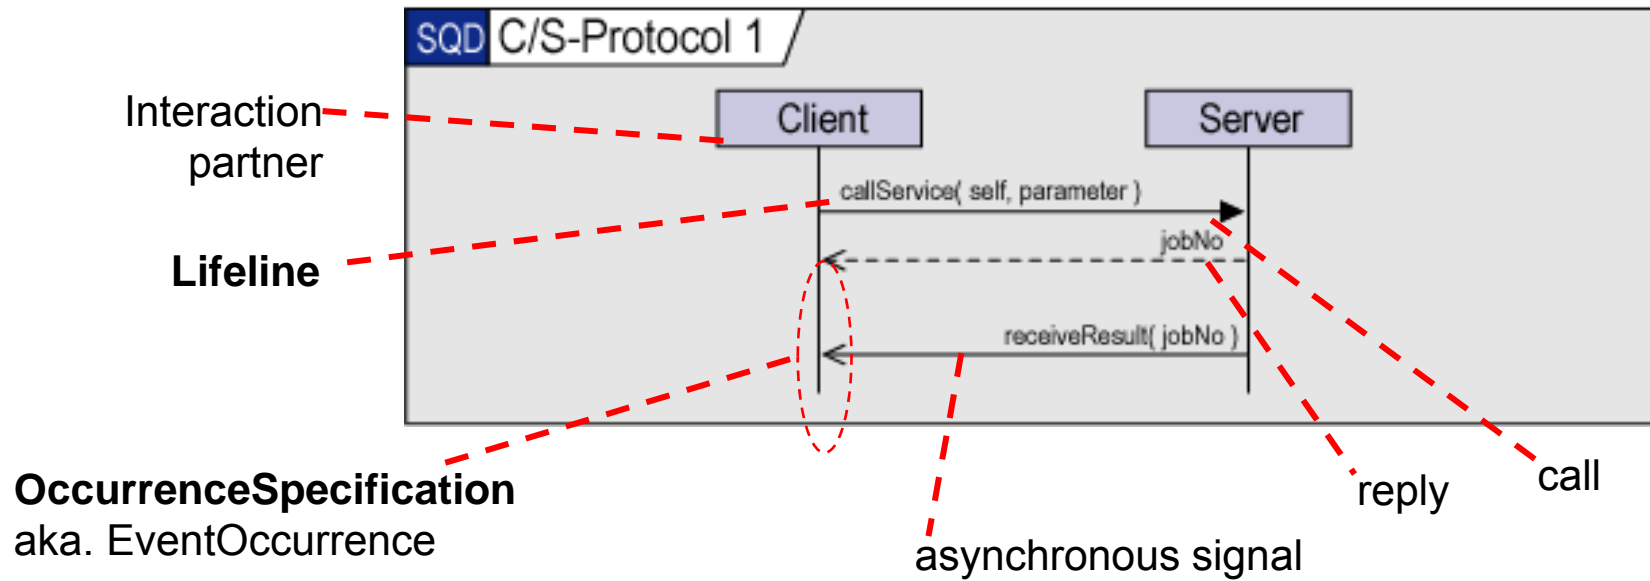 SQD C/S-Protocol 1
Interaction
partner
Client
Server
callService( self, parameter )
jobNo
Lifeline
receiveResult( jobNo )
OccurrenceSpecification
aka. EventOccurrence
reply
call
asynchronous signal